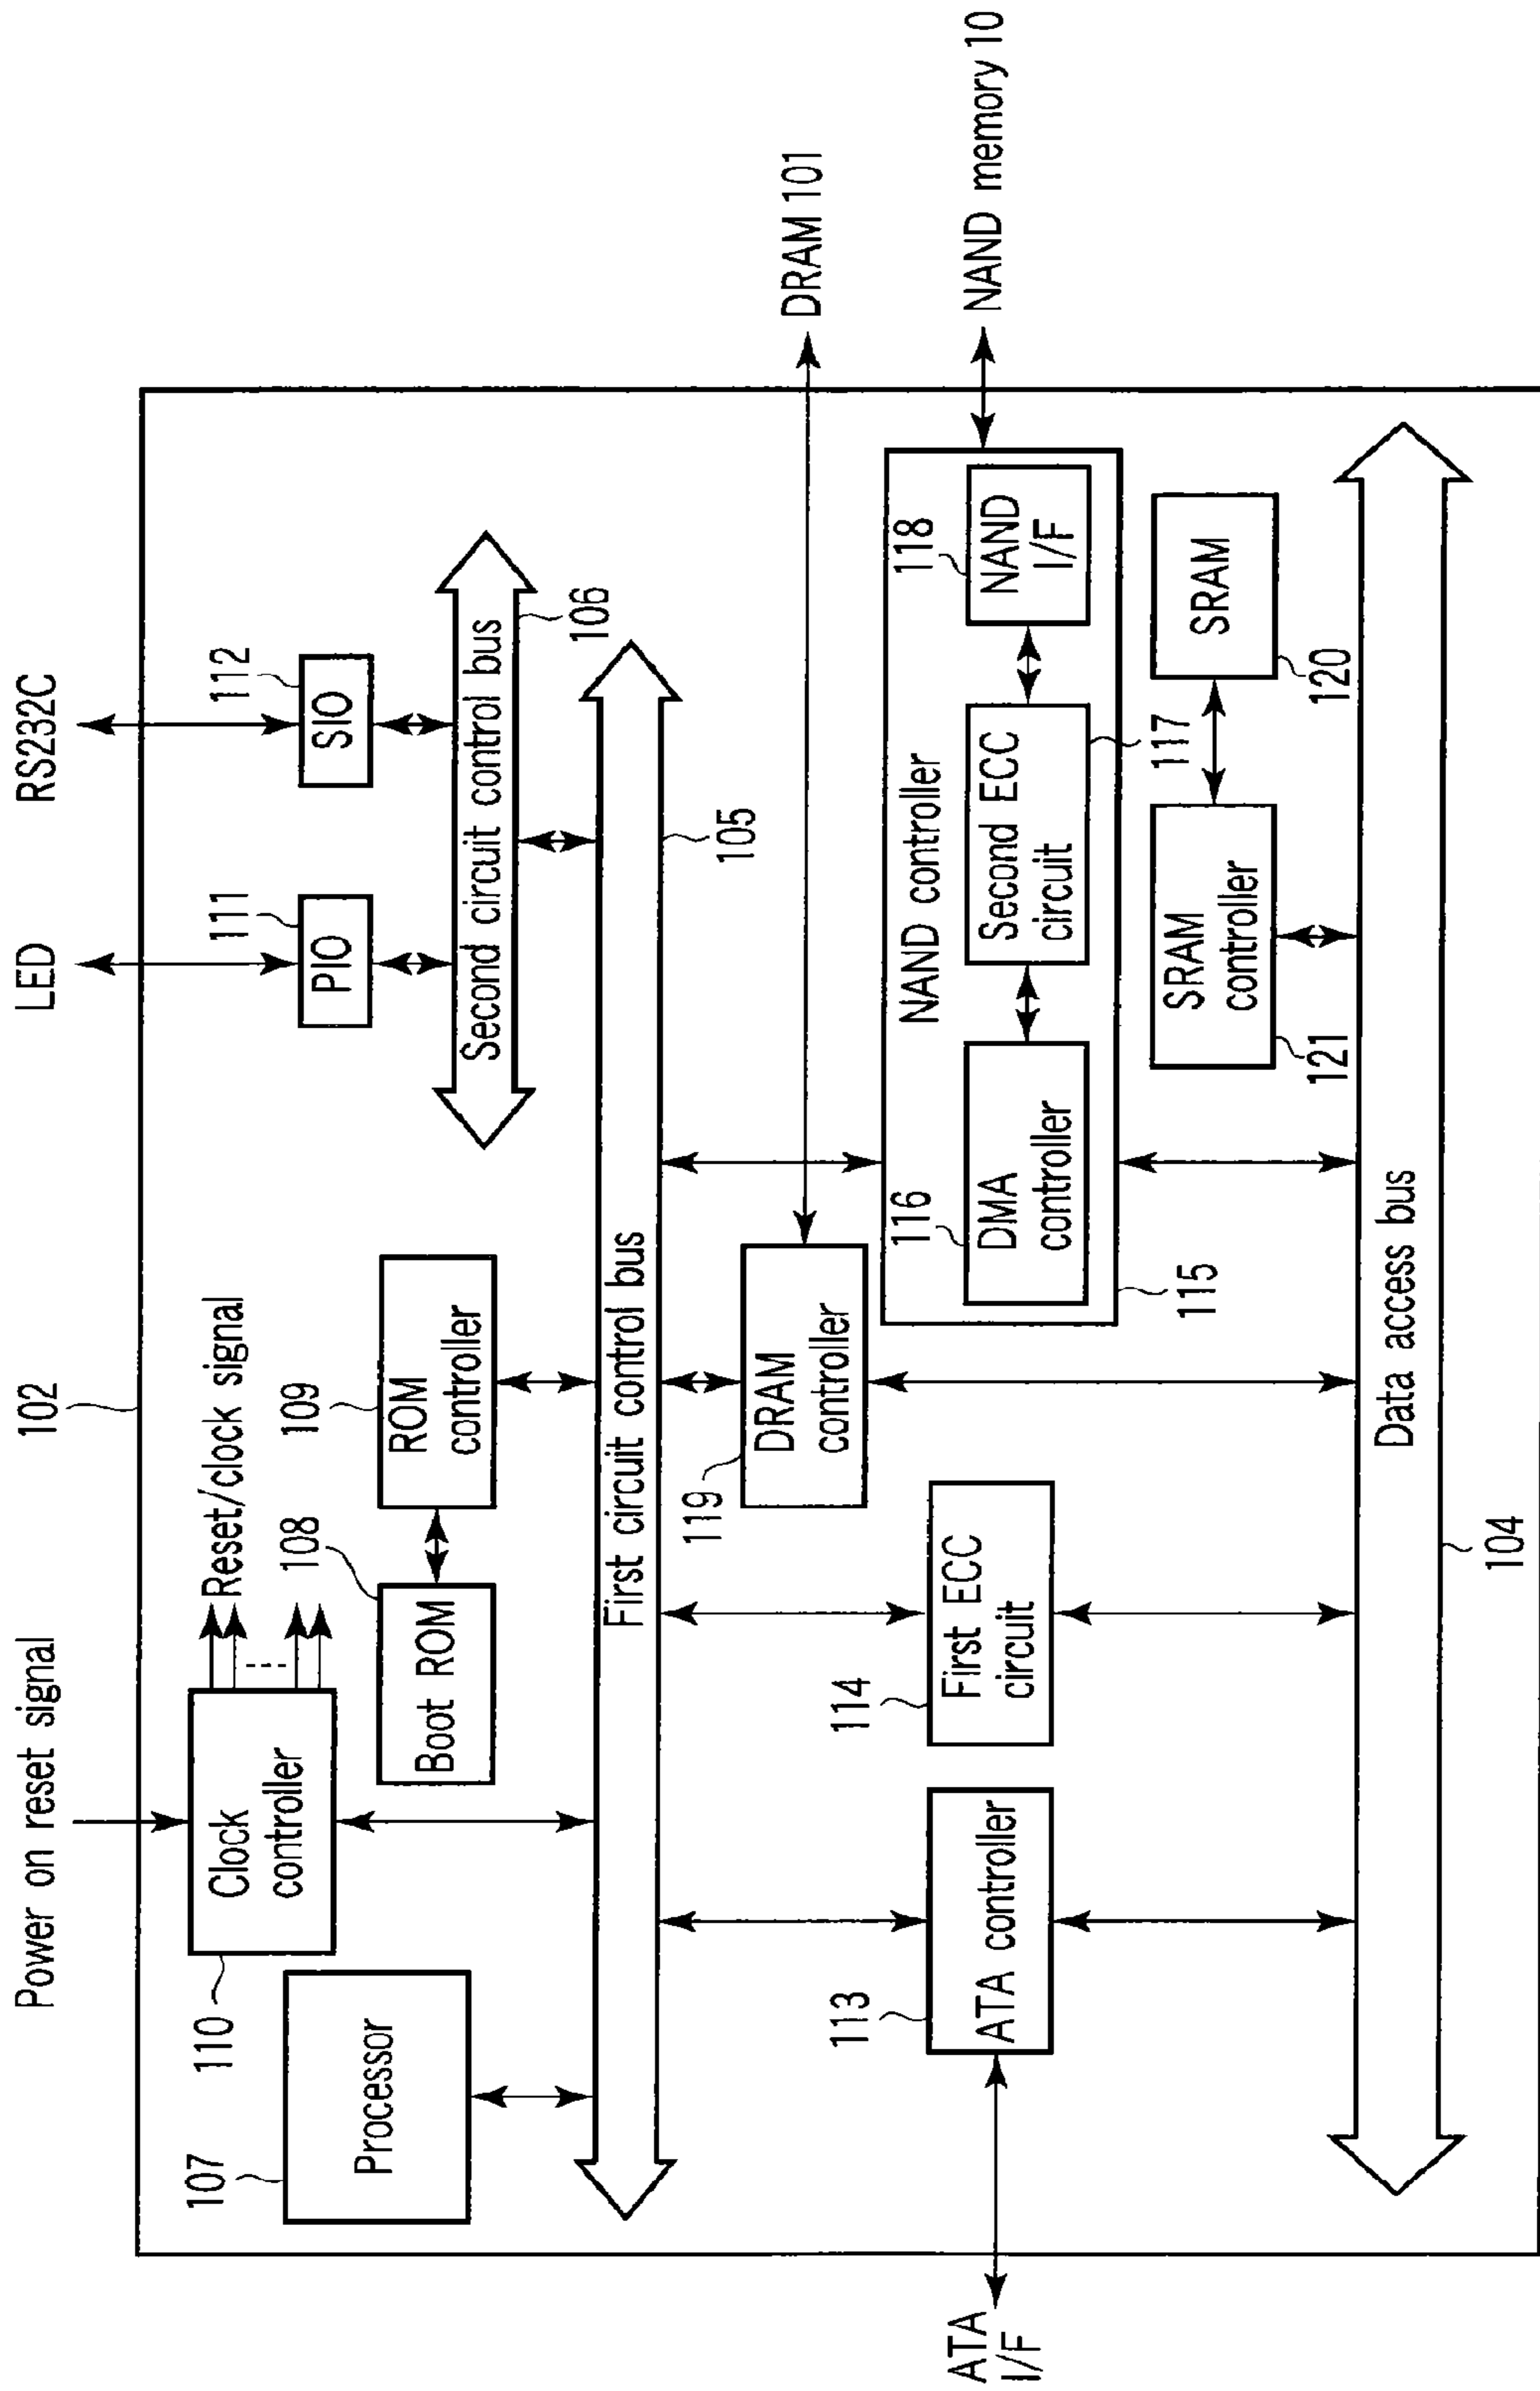 Power on reset signal
102
LED
RS232C
110
Clock
controller
Reset/clock signal
107
Processor
108
Boot ROM
109
ROM
controller
111
PIO
112
SIO
Second circuit control bus
106
First circuit control bus
105
119
DRAM
controller
DRAM 101
113
ATA controller
ATA
I/F
114
First ECC
circuit
NAND controller
116
DMA
controller
Second ECC
circuit
117
118
NAND
I/F
NAND memory 10
115
SRAM
controller
121
SRAM
120
Data access bus
104